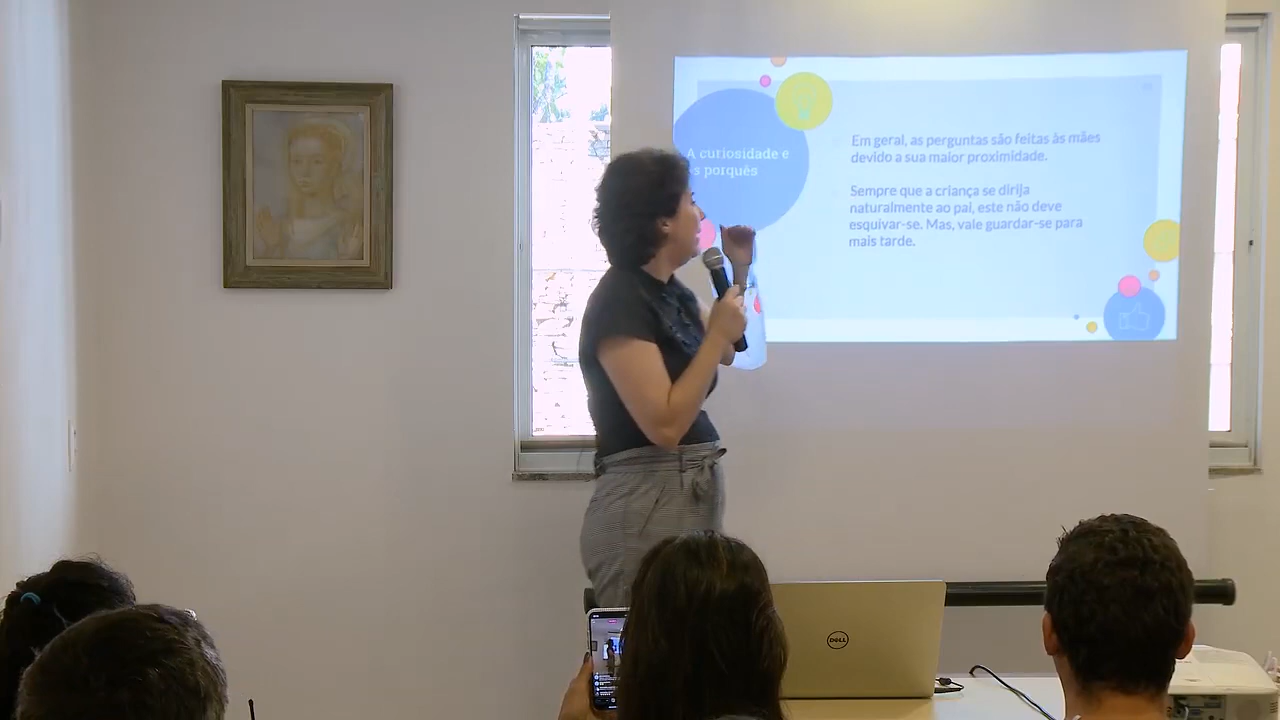 A curiosidade e
s porquês
Em geral, as perguntas são feitas às mães
devido a sua maior proximidade.
Sempre que a criança se dirija
naturalmente ao pai, este não deve
esquivar-se. Mas, vale guardar-se para
mais tarde.
DELL